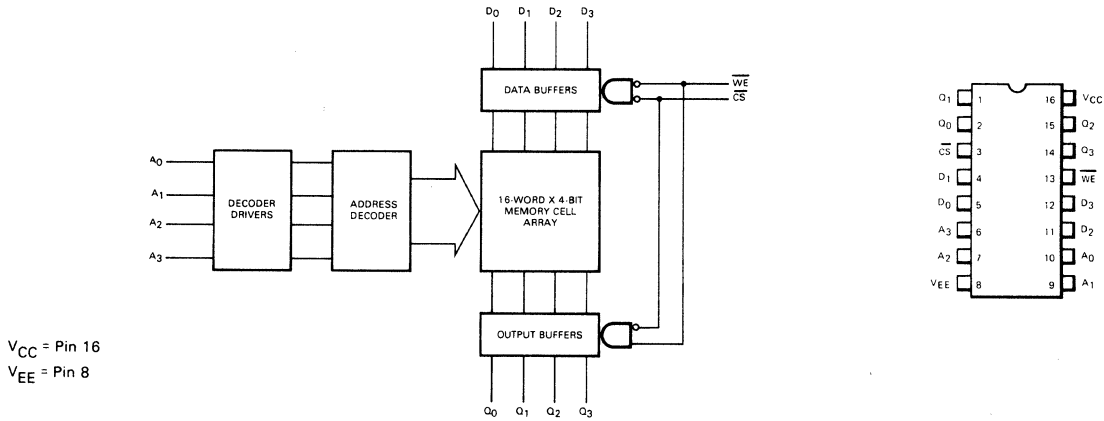 D0 D1 D2 D3
DATA BUFFERS
WE
CS
A0
A1
A2
A3
DECODER
DRIVERS
ADDRESS
DECODER
16-WORD X 4-BIT
MEMORY CELL
ARRAY
OUTPUT BUFFERS
Q0 Q1 Q2 Q3
VCC = Pin 16
VEE = Pin 8
Q1 1 16 VCC
Q0 2 15 Q2
CS 3 14 Q3
D1 4 13 WE
D0 5 12 D3
A3 6 11 D2
A2 7 10 A0
VEE 8 9 A1